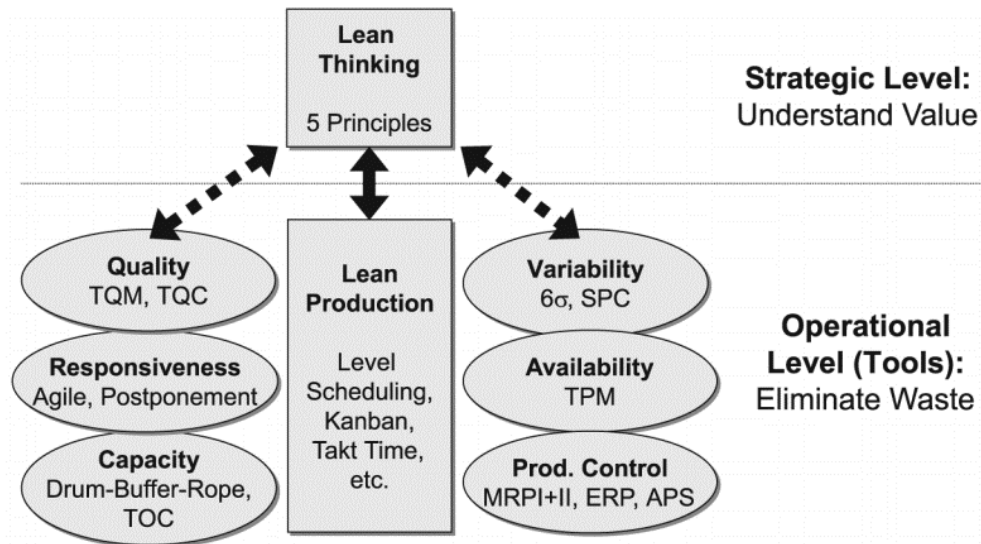 Lean
Thinking
5 Principles
Strategic Level:
Understand Value
Quality
TQM, TQC
Responsiveness
Agile, Postponement
Capacity
Drum-Buffer-Rope,
TOC
Lean
Production
Level
Scheduling,
Kanban,
Takt Time,
etc.
Variability
6σ, SPC
Availability
TPM
Prod. Control
MRPI+II, ERP, APS
Operational
Level (Tools):
Eliminate Waste